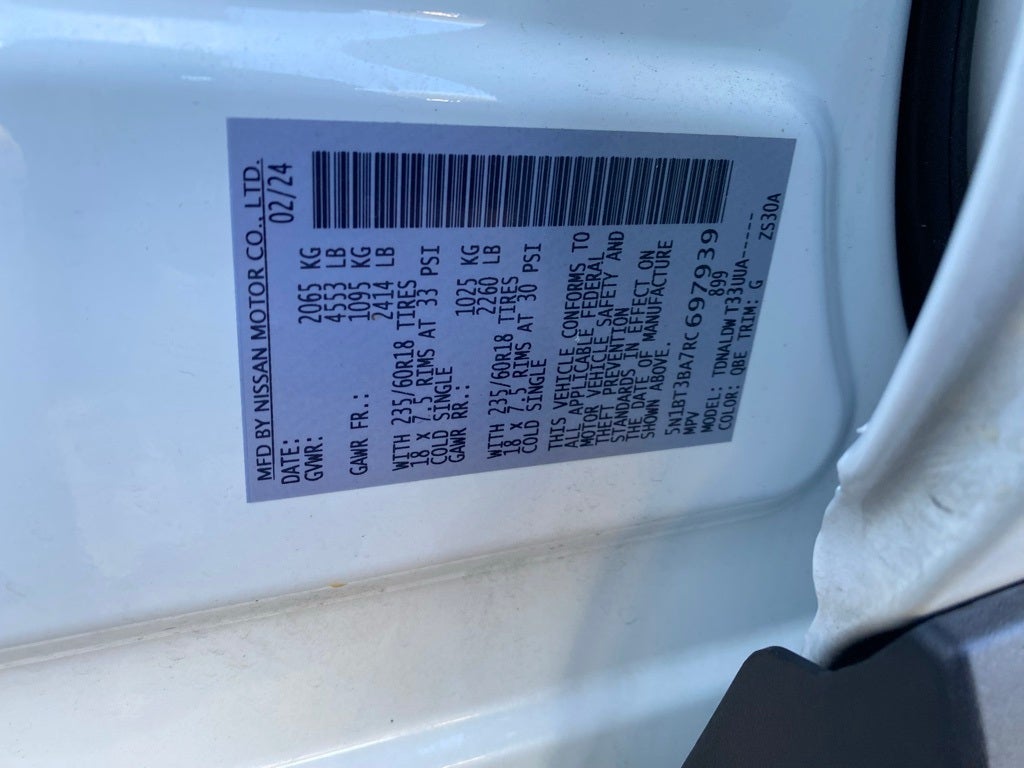 MFD BY NISSAN MOTOR CO., LTD.
DATE: 02/24
GVWR: 2065 KG
4553 LB
GAWR FR.: 1095 KG
2414 LB
WITH 235/60R18 TIRES
18 X 7.5 RIMS AT 33 PSI
COLD SINGLE
GAWR RR.: 1025 KG
2260 LB
WITH 235/60R18 TIRES
18 X 7.5 RIMS AT 30 PSI
COLD SINGLE
THIS VEHICLE CONFORMS TO
ALL APPLICABLE FEDERAL
MOTOR VEHICLE SAFETY AND
THEFT PREVENTION
STANDARDS IN EFFECT ON
THE DATE OF MANUFACTURE
SHOWN ABOVE.
5N1BT3BA7RC697939
MPV 899
MODEL: TDNALDW T33UUA-----
COLOR: QBE TRIM: G ZS30A